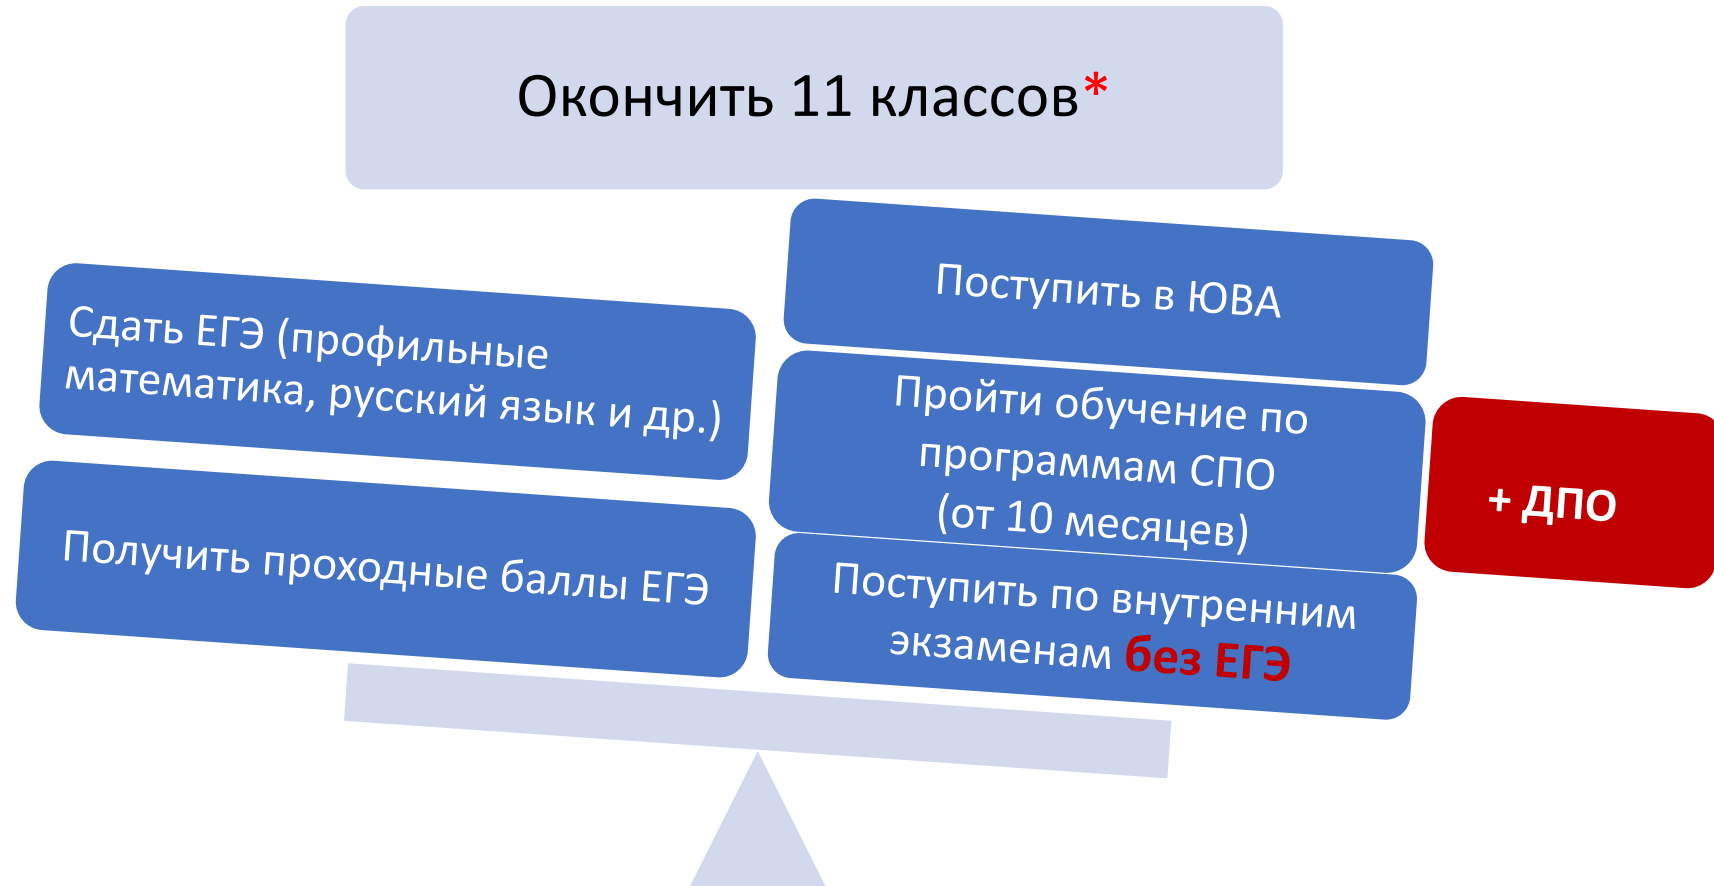 Окончить 11 классов*
Сдать ЕГЭ (профильные
математика, русский язык и др.)
Получить проходные баллы ЕГЭ
Поступить в ЮВА
Пройти обучение по
программам СПО
(от 10 месяцев)
+ ДПО
Поступить по внутренним
экзаменам без ЕГЭ